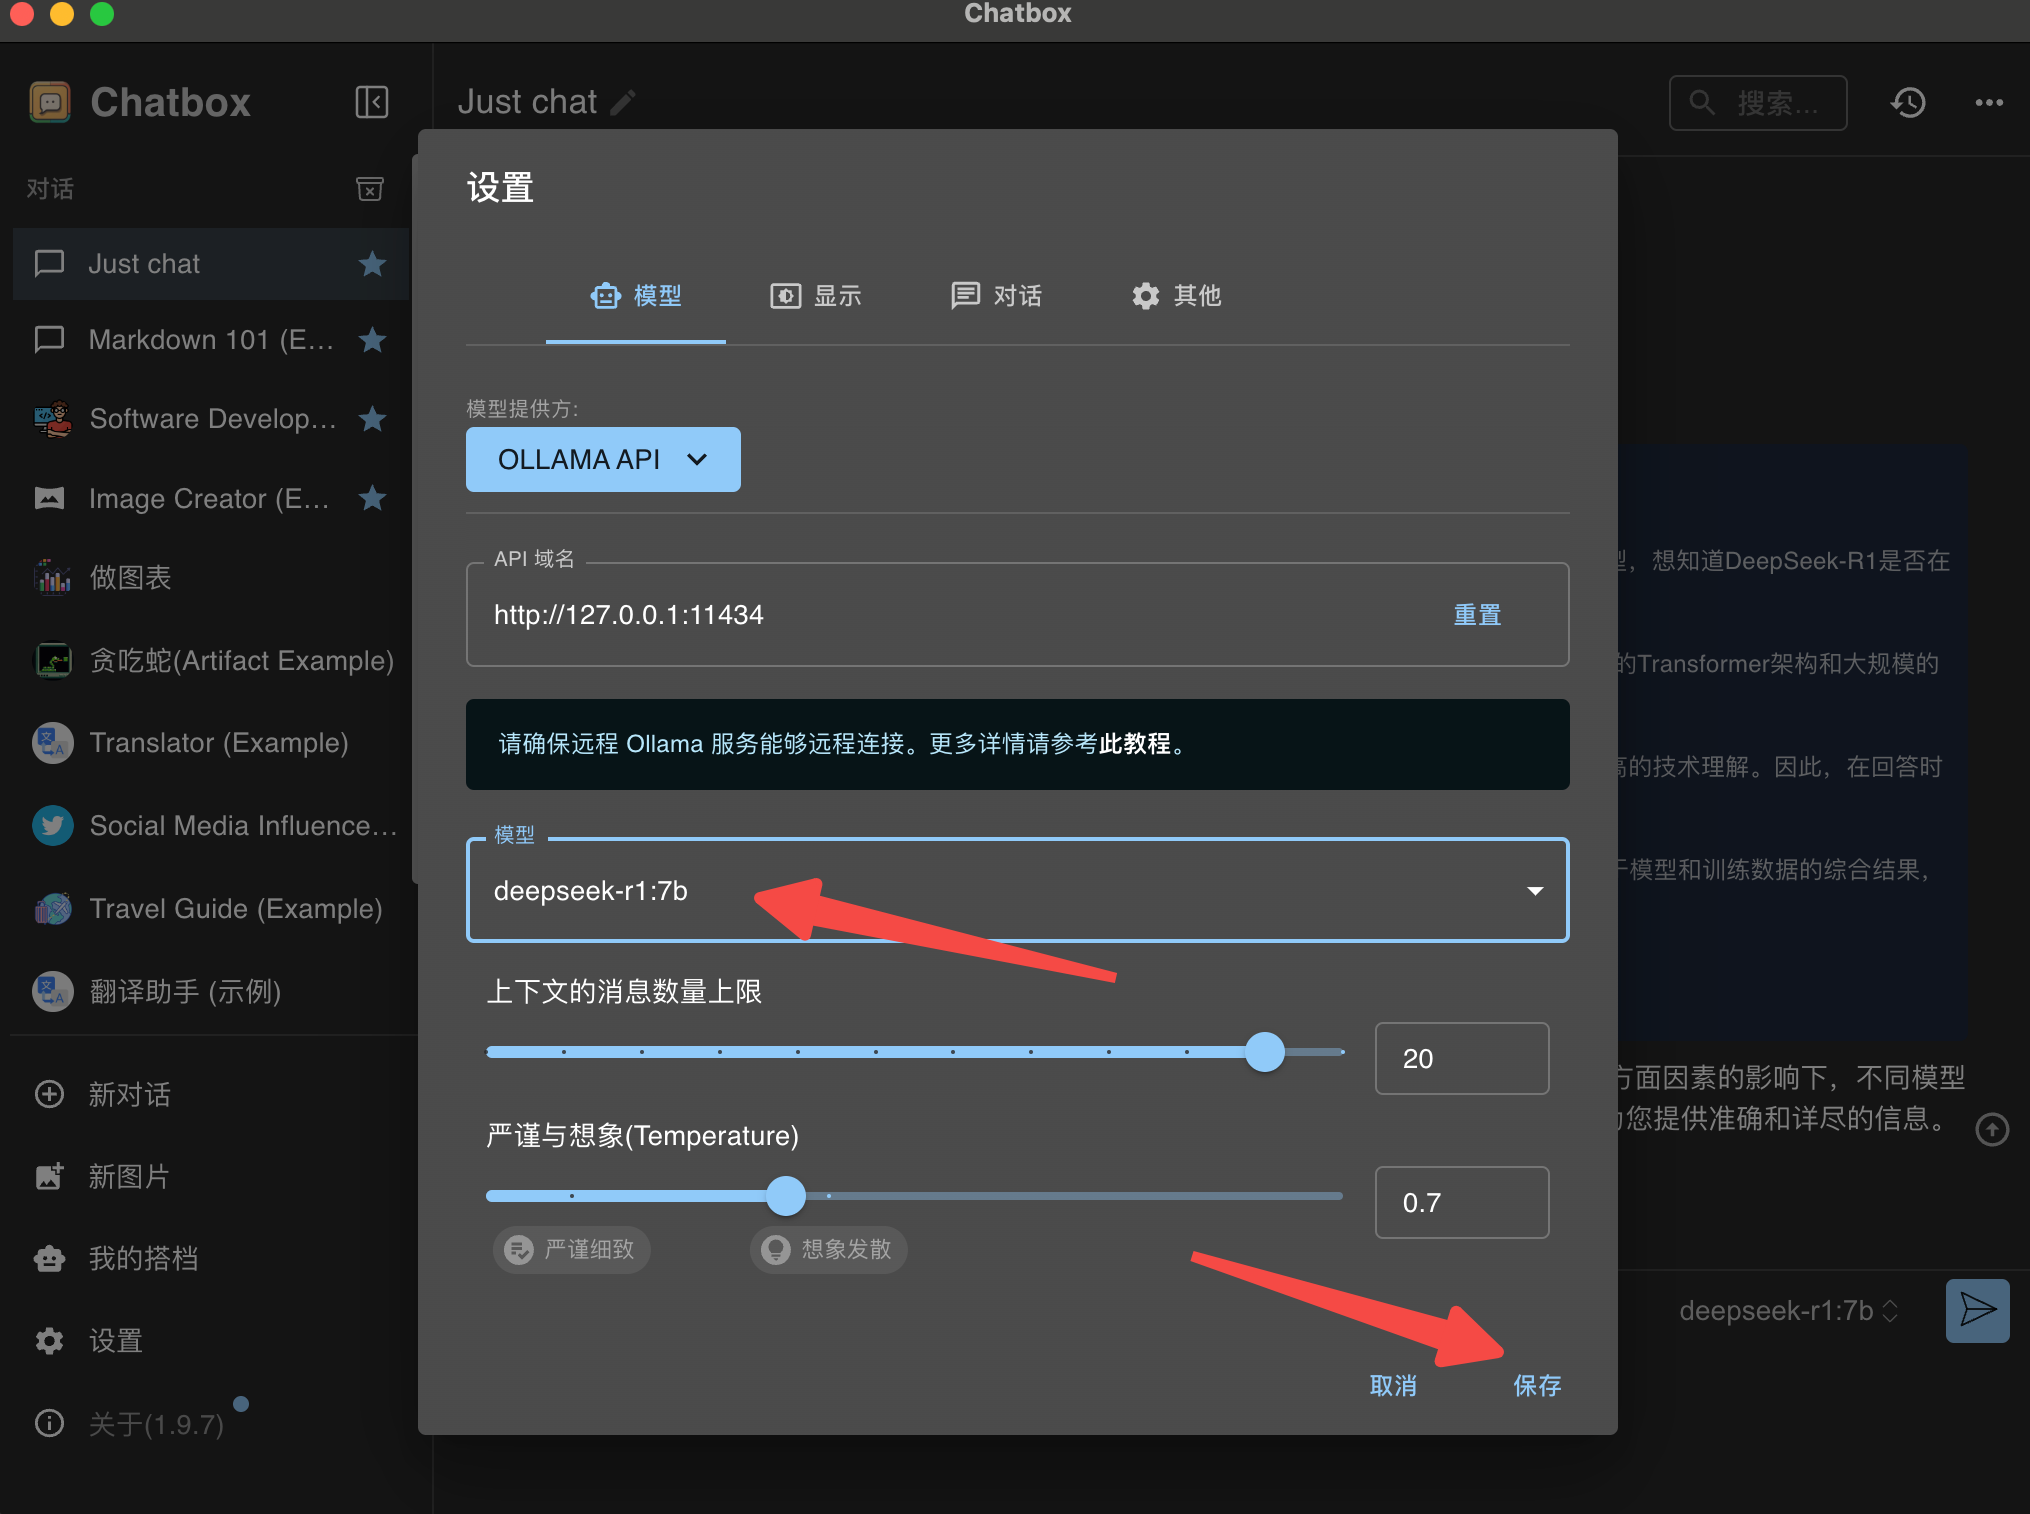 Chatbox
Chatbox
Just chat
搜索...
对话
Just chat
Markdown 101 (E...
Software Develop...
Image Creator (E...
做图表
贪吃蛇(Artifact Example)
Translator (Example)
Social Media Influence...
Travel Guide (Example)
翻译助手 (示例)
新对话
新图片
我的搭档
设置
关于(1.9.7)
设置
模型
显示
对话
其他
模型提供方:
OLLAMA API
API 域名
http://127.0.0.1:11434
重置
请确保远程 Ollama 服务能够远程连接。更多详情请参考此教程。
模型
deepseek-r1:7b
上下文的消息数量上限
20
严谨与想象(Temperature)
0.7
严谨细致
想象发散
取消
保存
，想知道DeepSeek-R1是否在
的Transformer架构和大规模的
的技术理解。因此，在回答时
模型和训练数据的综合结果，
方面因素的影响下，不同模型
您提供准确和详尽的信息。
deepseek-r1:7b